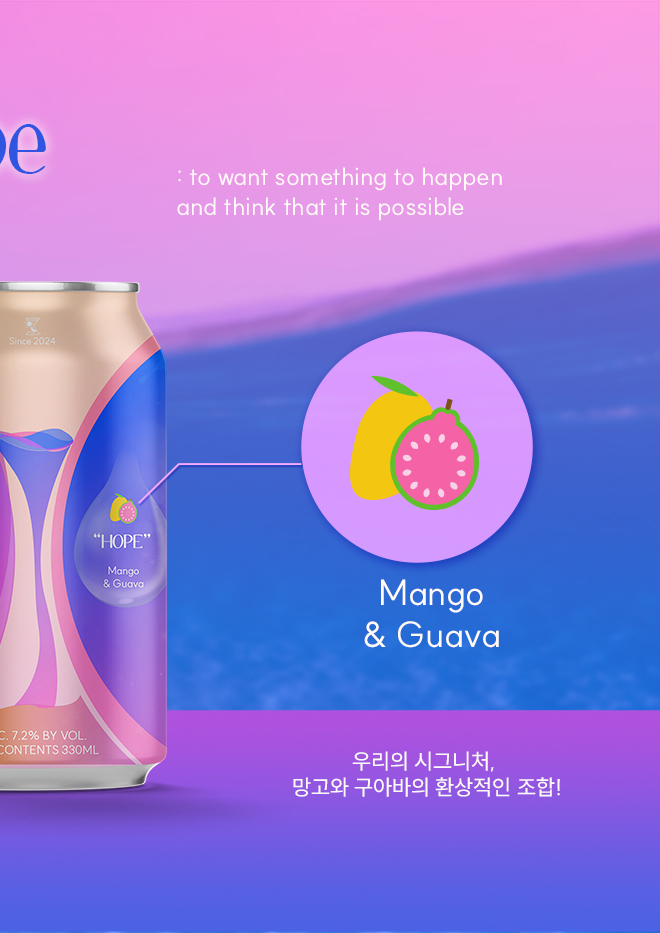 pe
: to want something to happen
and think that it is possible
Since 2024
"HOPE"
Mango
& Guava
Mango
& Guava
C. 7.2% BY VOL.
CONTENTS 330ML
우리의 시그니처,
망고와 구아바의 환상적인 조합!